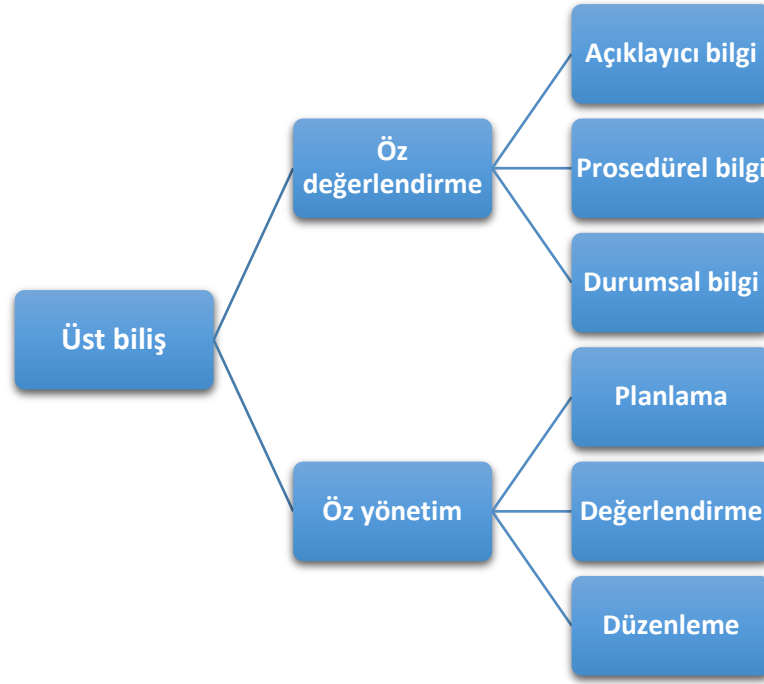 Üst biliş
Öz
değerlendirme
Açıklayıcı bilgi
Prosedürel bilgi
Durumsal bilgi
Öz yönetim
Planlama
Değerlendirme
Düzenleme